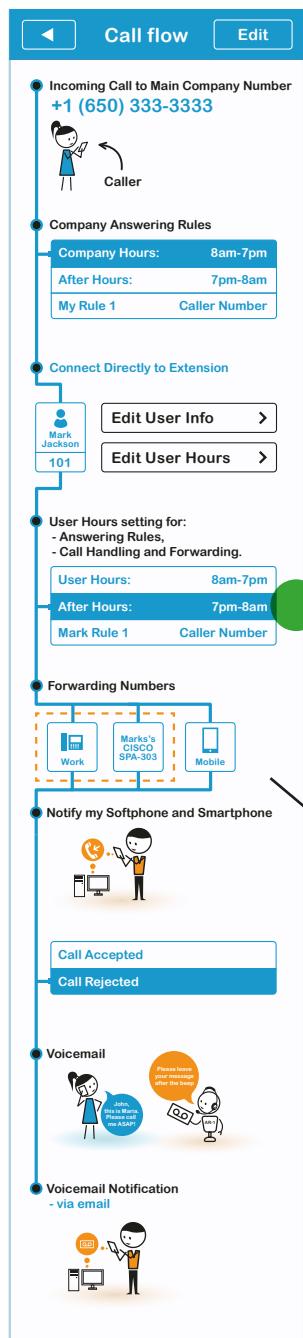 Call flow
Edit
Incoming Call to Main Company Number
+1 (650) 333-3333
Caller
Company Answering Rules
Company Hours: 8am-7pm
After Hours: 7pm-8am
My Rule 1 Caller Number
Connect Directly to Extension
Mark
Jackson
101
Edit User Info
Edit User Hours
User Hours setting for:
- Answering Rules,
- Call Handling and Forwarding.
User Hours: 8am-7pm
After Hours: 7pm-8am
Mark Rule 1 Caller Number
Forwarding Numbers
Work
Marks's
CISCO
SPA-303
Mobile
Notify my Softphone and Smartphone
Call Accepted
Call Rejected
Voicemail
John,
this is Maria.
Please call
me ASAP!
Please leave
your message
after the beep
AR-1
Voicemail Notification
- via email